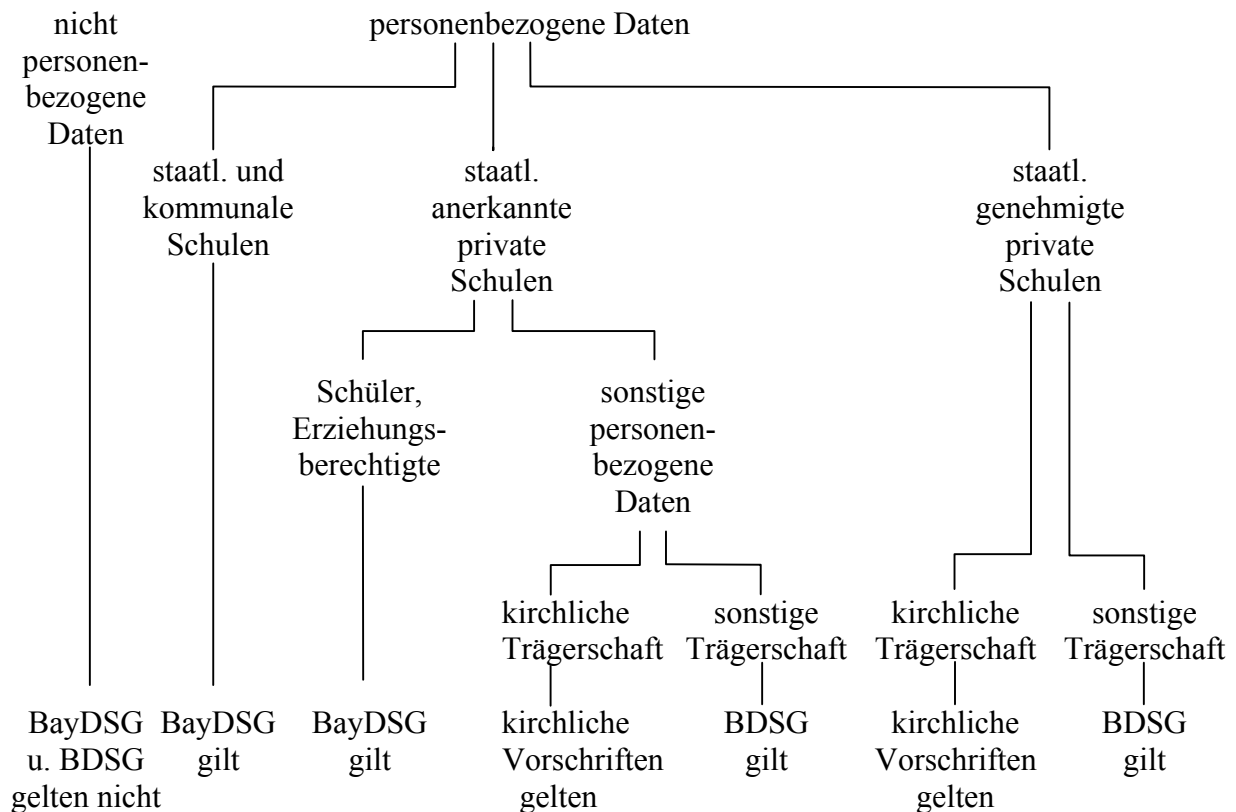 nicht
personen-
bezogene
Daten
personenbezogene Daten
staatl. und
kommunale
Schulen
staatl.
anerkannte
private
Schulen
staatl.
genehmigte
private
Schulen
Schüler,
Erziehungs-
berechtigte
sonstige
personen-
bezogene
Daten
kirchliche
Trägerschaft
sonstige
Trägerschaft
kirchliche
Trägerschaft
sonstige
Trägerschaft
BayDSG
u. BDSG
gelten nicht
BayDSG
gilt
BayDSG
gilt
kirchliche
Vorschriften
gelten
BDSG
gilt
kirchliche
Vorschriften
gelten
BDSG
gilt